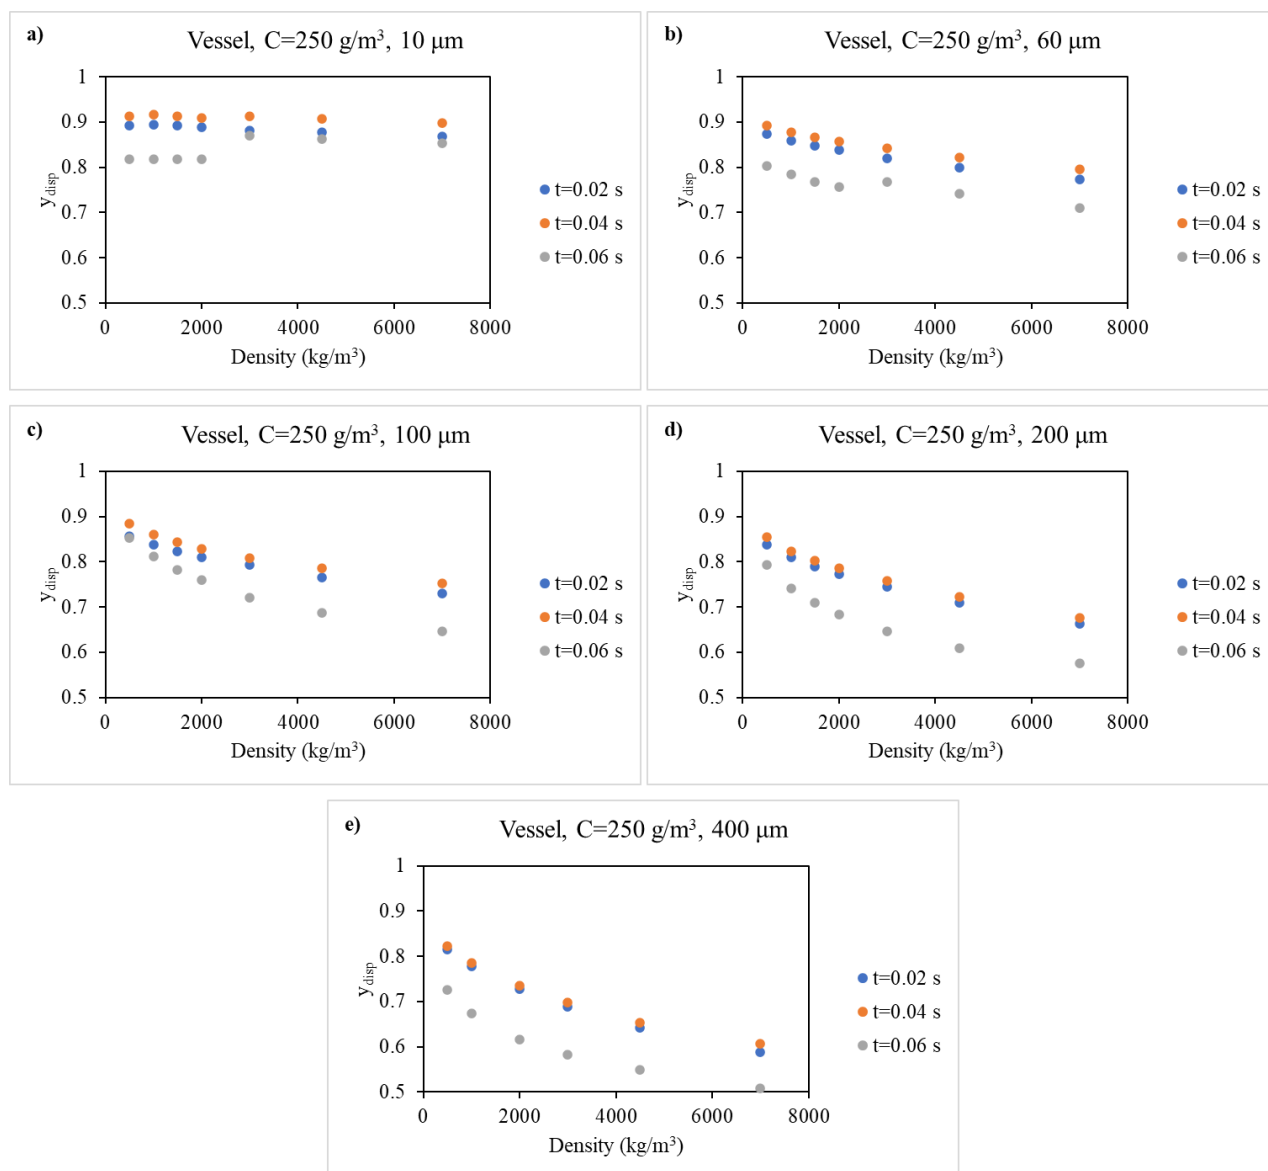 a)
Vessel, C=250 g/m³, 10 μm
1
0.9
0.8
0.7
0.6
0.5
y_disp
0 2000 4000 6000 8000
Density (kg/m³)
t=0.02 s
t=0.04 s
t=0.06 s
b)
Vessel, C=250 g/m³, 60 μm
1
0.9
0.8
0.7
0.6
0.5
y_disp
0 2000 4000 6000 8000
Density (kg/m³)
t=0.02 s
t=0.04 s
t=0.06 s
c)
Vessel, C=250 g/m³, 100 μm
1
0.9
0.8
0.7
0.6
0.5
y_disp
0 2000 4000 6000 8000
Density (kg/m³)
t=0.02 s
t=0.04 s
t=0.06 s
d)
Vessel, C=250 g/m³, 200 μm
1
0.9
0.8
0.7
0.6
0.5
y_disp
0 2000 4000 6000 8000
Density (kg/m³)
t=0.02 s
t=0.04 s
t=0.06 s
e)
Vessel, C=250 g/m³, 400 μm
1
0.9
0.8
0.7
0.6
0.5
y_disp
0 2000 4000 6000 8000
Density (kg/m³)
t=0.02 s
t=0.04 s
t=0.06 s